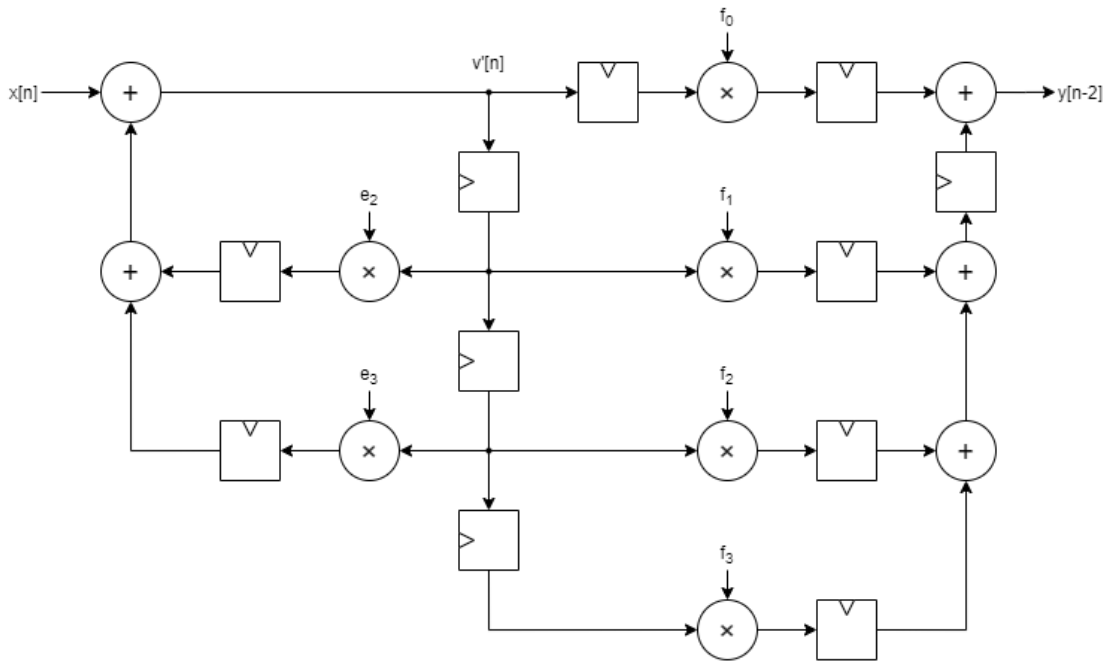 f₀
v'[n]
x[n]
+
×
+
y[n-2]
e₂
f₁
+
×
×
+
e₃
f₂
×
×
+
f₃
×